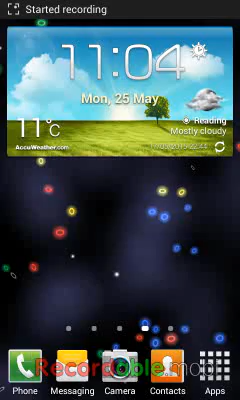 Started recording
11:04
Mon, 25 May
11°C
Reading
Mostly cloudy
AccuWeather.com
Recordable.mobi
Phone
Messaging
Camera
Contacts
Apps